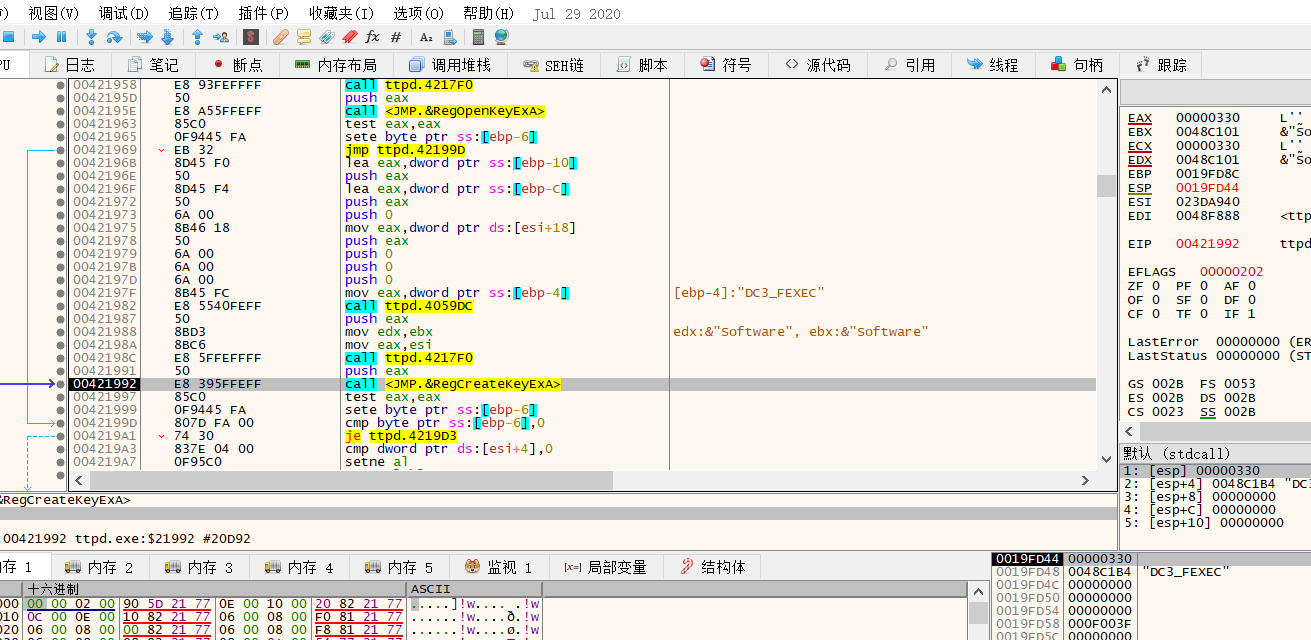 视图(V) 调试(D) 追踪(T) 插件(P) 收藏夹(I) 选项(O) 帮助(H) Jul 29 2020
日志 笔记 断点 内存布局 调用堆栈 SEH链 脚本 符号 源代码 引用 线程 句柄 跟踪
00421958 E8 93FEFFFF call ttpd.4217F0
0042195D 50 push eax
0042195E E8 A55FFEFF call <JMP.&RegOpenKeyExA>
00421963 85C0 test eax,eax
00421965 0F9445 FA sete byte ptr ss:[ebp-6]
00421969 EB 32 jmp ttpd.42199D
0042196B 8D45 F0 lea eax,dword ptr ss:[ebp-10]
0042196E 50 push eax
0042196F 8D45 F4 lea eax,dword ptr ss:[ebp-C]
00421972 50 push eax
00421973 6A 00 push 0
00421975 8B46 18 mov eax,dword ptr ds:[esi+18]
00421978 50 push eax
00421979 6A 00 push 0
0042197B 6A 00 push 0
0042197D 6A 00 push 0
0042197F 8B45 FC mov eax,dword ptr ss:[ebp-4] [ebp-4]:"DC3_FEXEC"
00421982 E8 5540FEFF call ttpd.4059DC
00421987 50 push eax
00421988 8BD3 mov edx,ebx edx:&"Software", ebx:&"Software"
0042198A 8BC6 mov eax,esi
0042198C E8 5FFEFFFF call ttpd.4217F0
00421991 50 push eax
00421992 E8 395FFEFF call <JMP.&RegCreateKeyExA>
00421997 85C0 test eax,eax
00421999 0F9445 FA sete byte ptr ss:[ebp-6]
0042199D 807D FA 00 cmp byte ptr ss:[ebp-6],0
004219A1 74 30 je ttpd.4219D3
004219A3 837E 04 00 cmp dword ptr ds:[esi+4],0
004219A7 0F95C0 setne al
EAX 00000330 L''
EBX 0048C101 &"So
ECX 00000330 L''
EDX 0048C101 &"So
EBP 0019FD8C
ESP 0019FD44
ESI 023DA940
EDI 0048F888 <ttp
EIP 00421992 ttpd
EFLAGS 00000202
ZF 0 PF 0 AF 0
OF 0 SF 0 DF 0
CF 0 TF 0 IF 1
LastError 00000000 (ER
LastStatus 00000000 (ST
GS 002B FS 0053
ES 002B DS 002B
CS 0023 SS 002B
默认 (stdcall)
1: [esp] 00000330
2: [esp+4] 0048C1B4 "DC3
3: [esp+8] 00000000
4: [esp+C] 00000000
5: [esp+10] 00000000
&RegCreateKeyExA>
:00421992 ttpd.exe:$21992 #20D92
内存 1 内存 2 内存 3 内存 4 内存 5 监视 1 [x=] 局部变量 结构体
十六进制 ASCII
000 00 00 02 00 90 5D 21 77 0E 00 10 00 20 82 21 77 .....]!w.... .!w
010 0C 00 0E 00 10 82 21 77 06 00 08 00 F0 81 21 77 ......!w....ð.!w
020 06 00 08 00 00 82 21 77 06 00 08 00 F8 81 21 77 ......!w....ø.!w
0019FD44 00000330
0019FD48 0048C1B4 "DC3_FEXEC"
0019FD4C 00000000
0019FD50 00000000
0019FD54 00000000
0019FD58 000F003F
0019FD5C 00000000